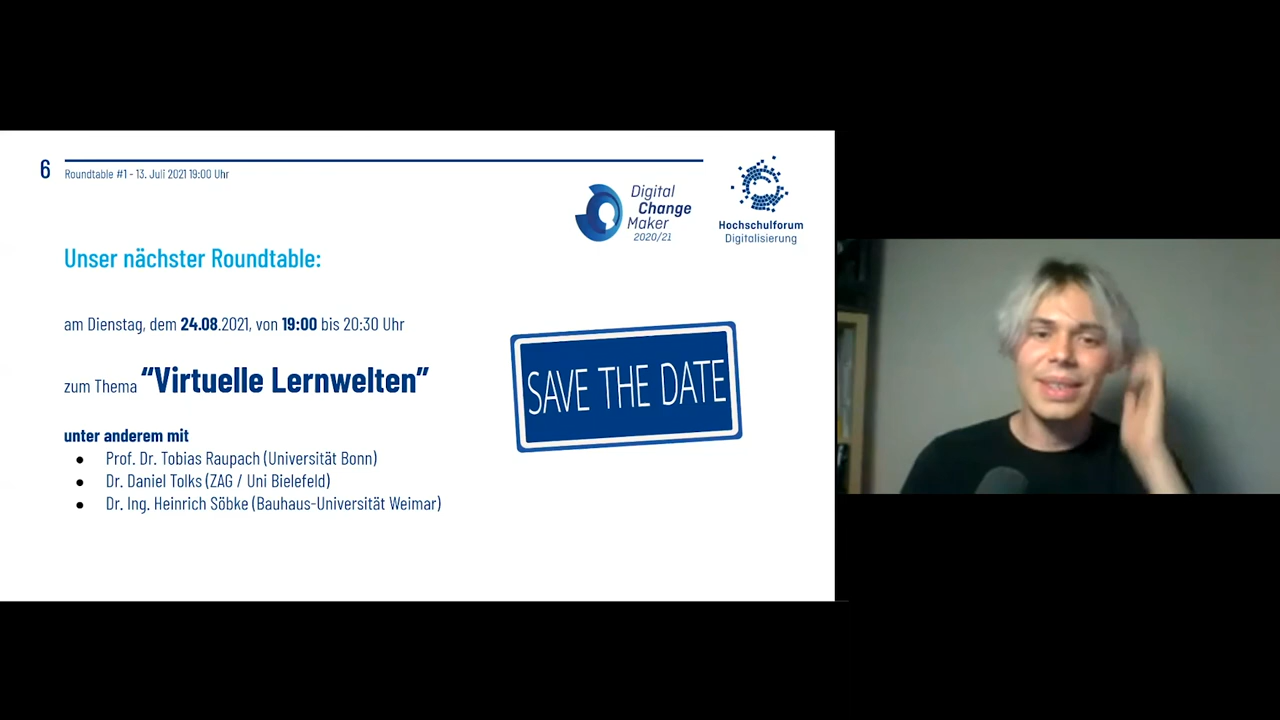 6
Roundtable #1 - 13. Juli 2021 19:00 Uhr
Digital
Change
Maker
2020/21
Hochschulforum
Digitalisierung
Unser nächster Roundtable:
am Dienstag, dem 24.08.2021, von 19:00 bis 20:30 Uhr
zum Thema “Virtuelle Lernwelten”
SAVE THE DATE
unter anderem mit
● Prof. Dr. Tobias Raupach (Universität Bonn)
● Dr. Daniel Tolks (ZAG / Uni Bielefeld)
● Dr. Ing. Heinrich Söbke (Bauhaus-Universität Weimar)